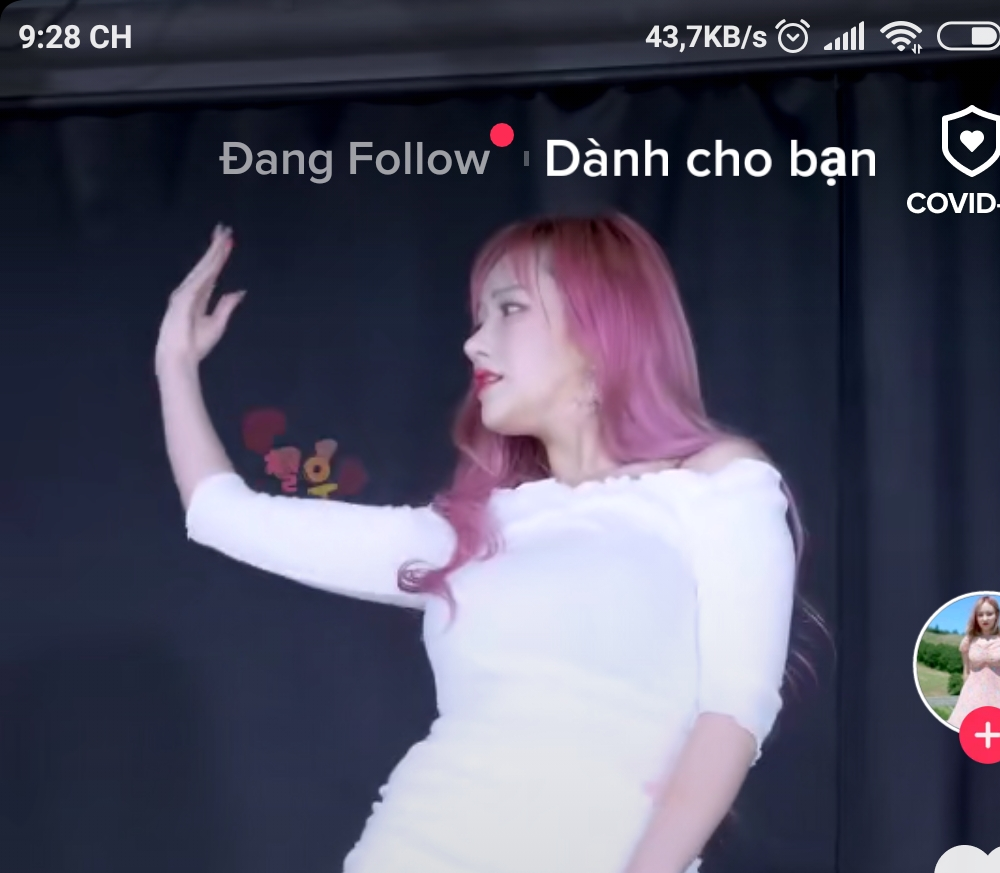 9:28 CH
43,7KB/s
Đang Follow
Dành cho bạn
COVID-